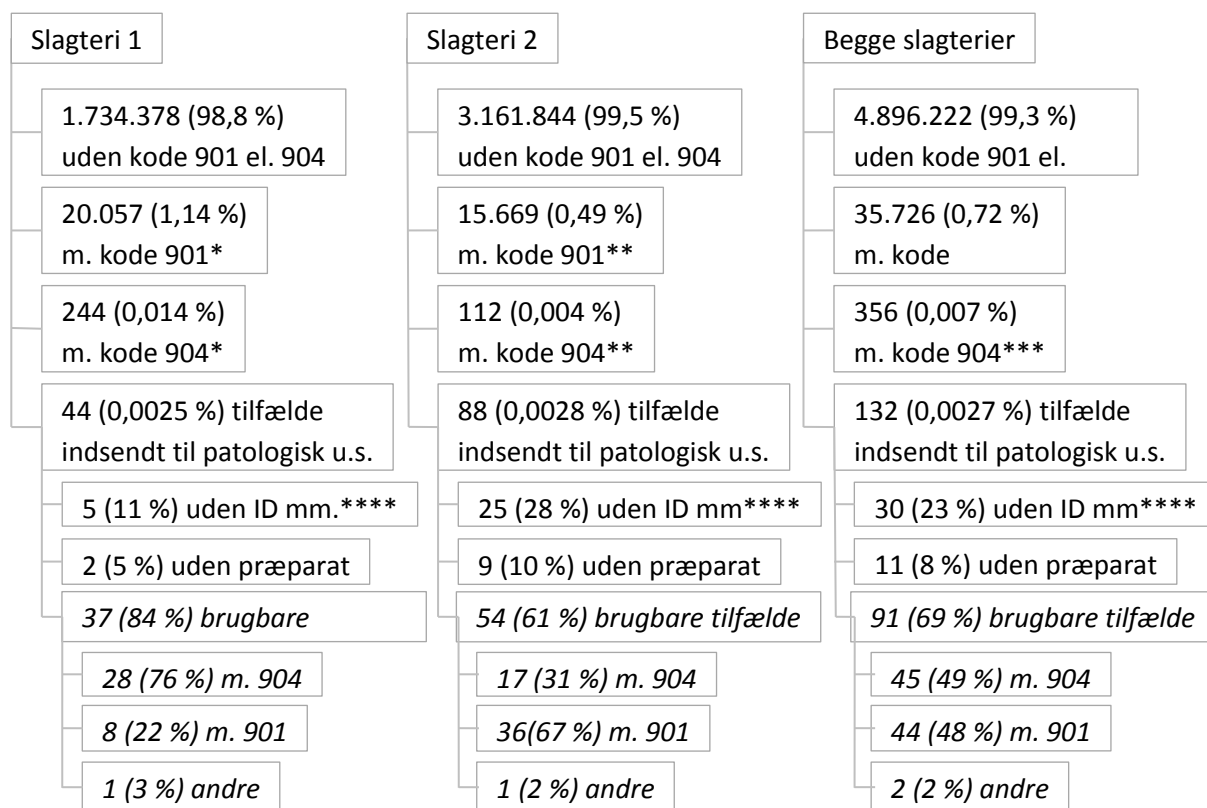 Slagteri 1
1.734.378 (98,8 %)
uden kode 901 el. 904
20.057 (1,14 %)
m. kode 901*
244 (0,014 %)
m. kode 904*
44 (0,0025 %) tilfælde
indsendt til patologisk u.s.
5 (11 %) uden ID mm.****
2 (5 %) uden præparat
37 (84 %) brugbare
28 (76 %) m. 904
8 (22 %) m. 901
1 (3 %) andre
Slagteri 2
3.161.844 (99,5 %)
uden kode 901 el. 904
15.669 (0,49 %)
m. kode 901**
112 (0,004 %)
m. kode 904**
88 (0,0028 %) tilfælde
indsendt til patologisk u.s.
25 (28 %) uden ID mm****
9 (10 %) uden præparat
54 (61 %) brugbare tilfælde
17 (31 %) m. 904
36(67 %) m. 901
1 (2 %) andre
Begge slagterier
4.896.222 (99,3 %)
uden kode 901 el.
35.726 (0,72 %)
m. kode
356 (0,007 %)
m. kode 904***
132 (0,0027 %) tilfælde
indsendt til patologisk u.s.
30 (23 %) uden ID mm****
11 (8 %) uden præparat
91 (69 %) brugbare tilfælde
45 (49 %) m. 904
44 (48 %) m. 901
2 (2 %) andre